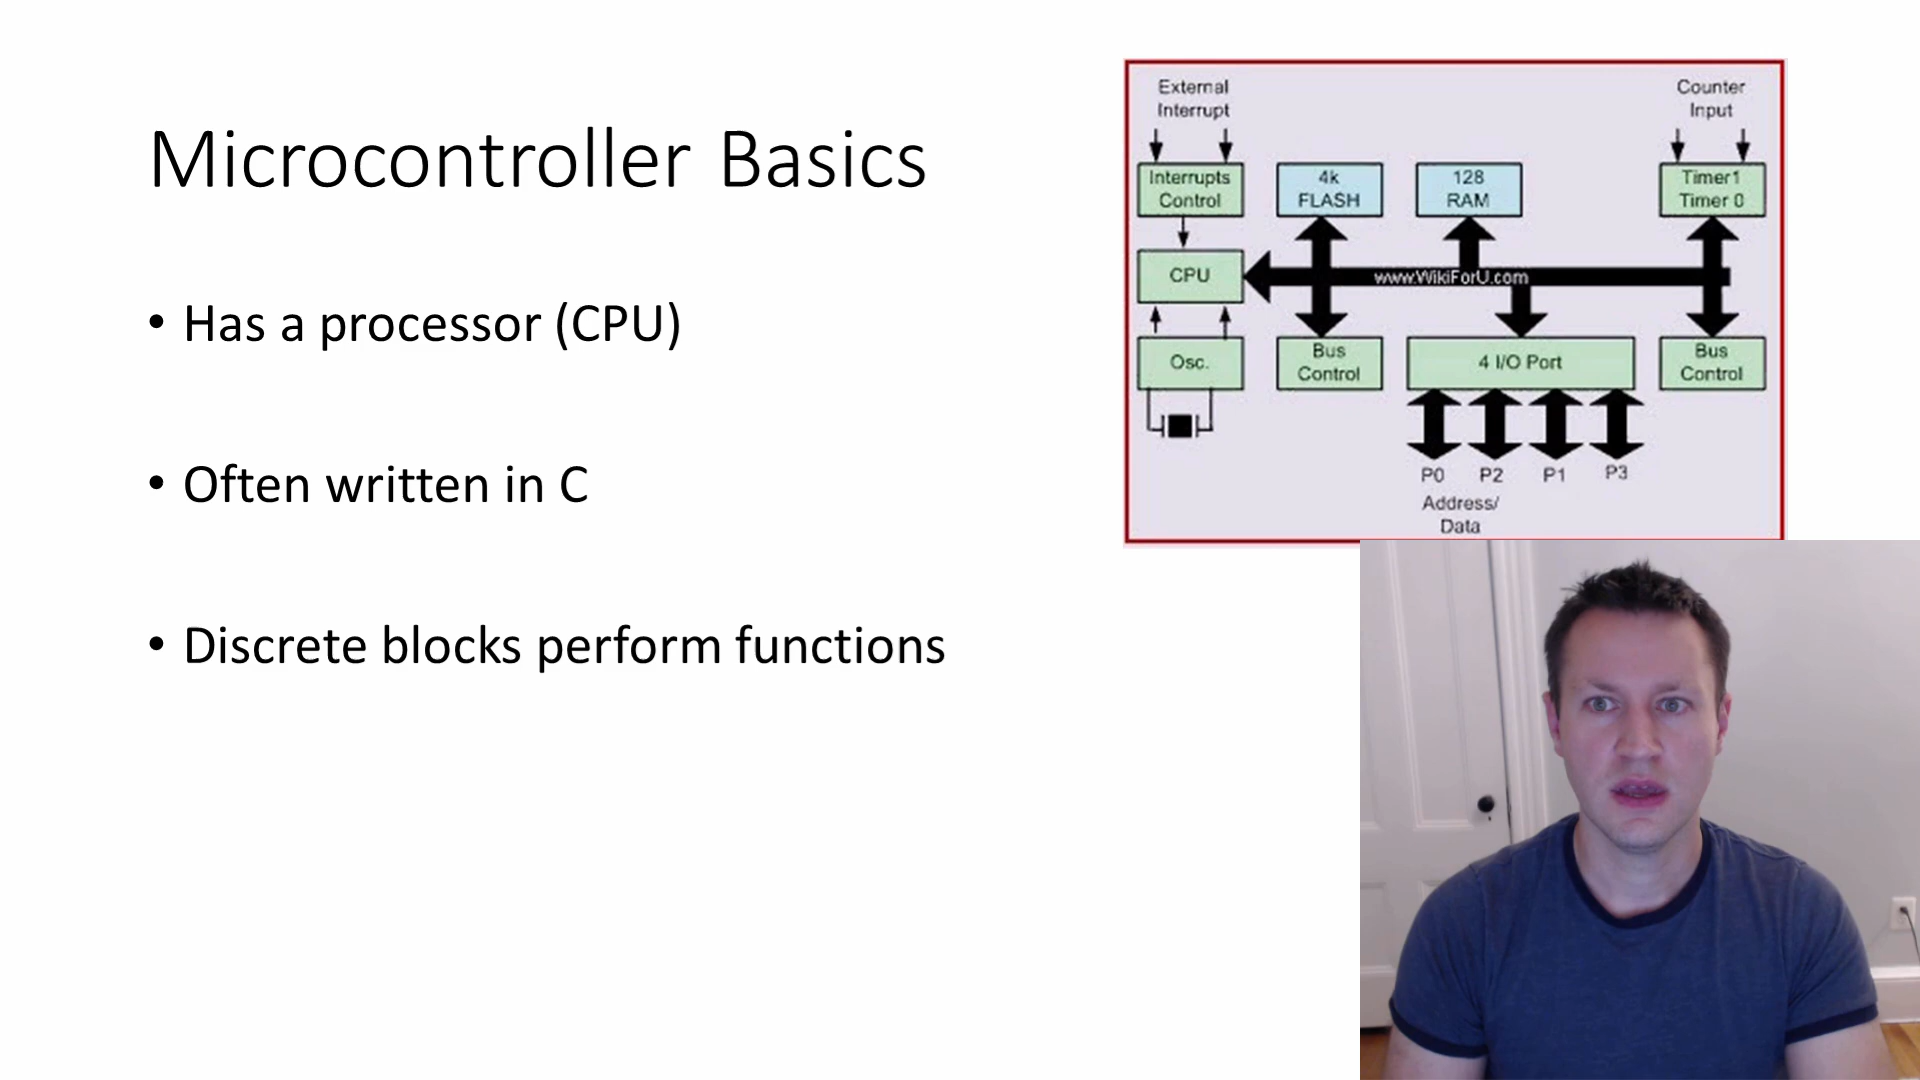 Microcontroller Basics
• Has a processor (CPU)
• Often written in C
• Discrete blocks perform functions
External
Interrupt
Counter
Input
Interrupts
Control
4k
FLASH
128
RAM
Timer1
Timer 0
CPU
www.WikiForU.com
Osc.
Bus
Control
4 I/O Port
Bus
Control
P0 P2 P1 P3
Address/
Data